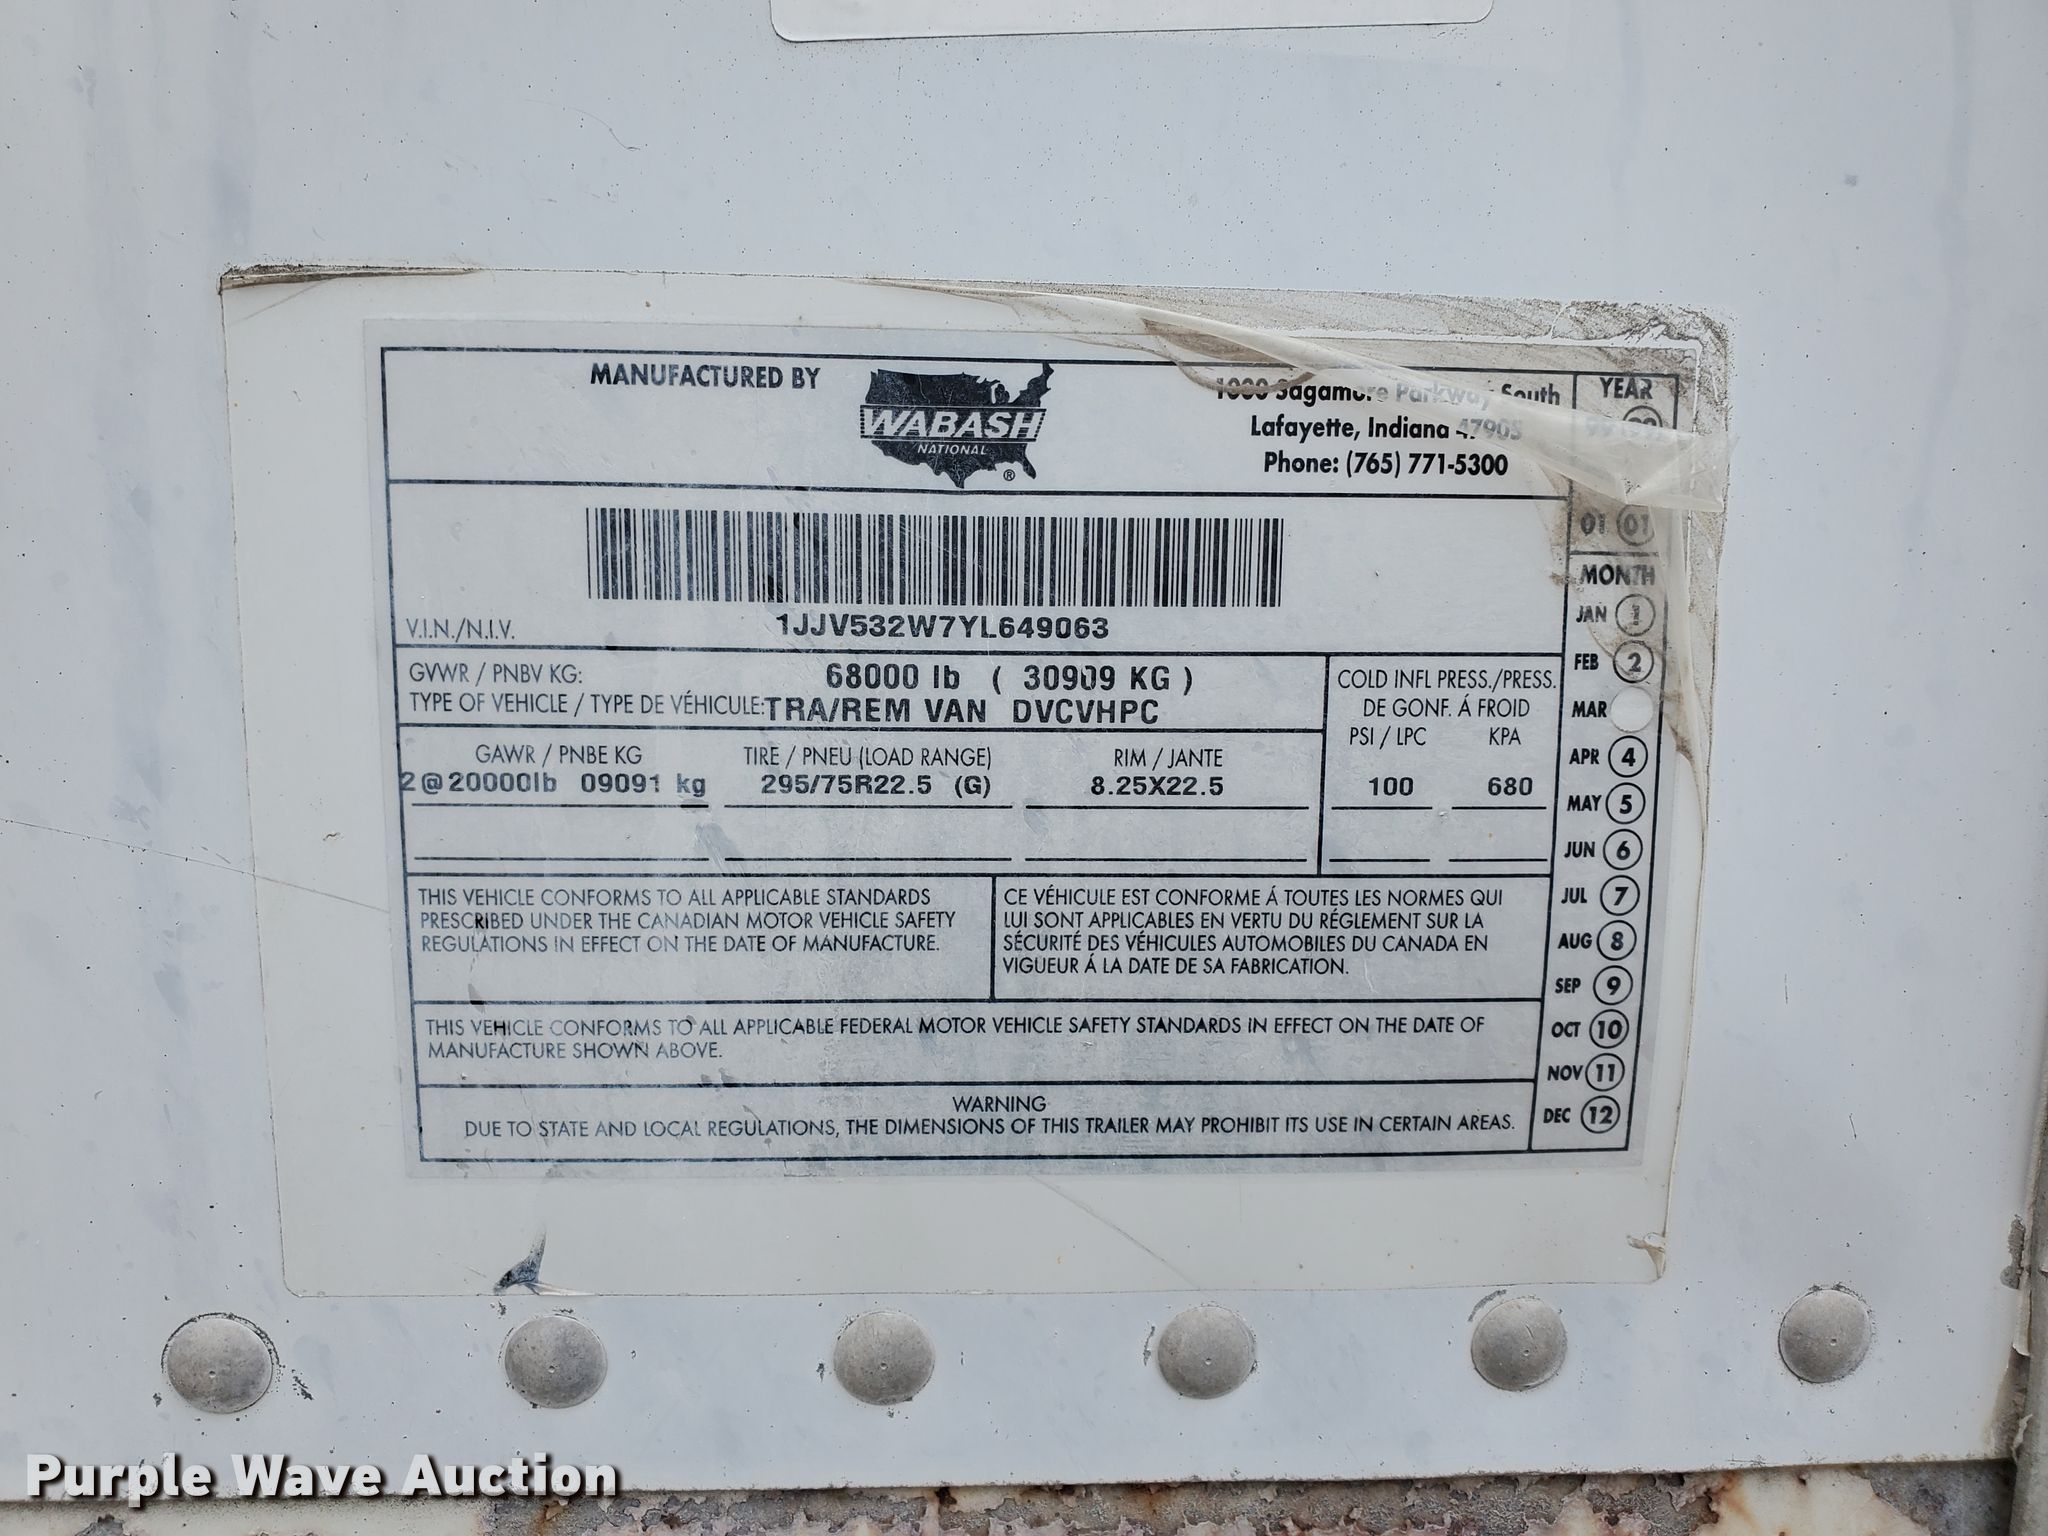 MANUFACTURED BY
WABASH
NATIONAL
®
1000 Sagamore Parkway South
Lafayette, Indiana 47905
Phone: (765) 771-5300
YEAR
01 01
V.I.N./N.I.V.
1JJV532W7YL649063
GVWR / PNBV KG: 68000 lb ( 30909 KG )
TYPE OF VEHICLE / TYPE DE VÉHICULE: TRA/REM VAN DVCVHPC
COLD INFL PRESS./PRESS.
DE GONF. Á FROID
PSI / LPC KPA
100 680
GAWR / PNBE KG TIRE / PNEU (LOAD RANGE) RIM / JANTE
2@20000lb 09091 kg 295/75R22.5 (G) 8.25X22.5
THIS VEHICLE CONFORMS TO ALL APPLICABLE STANDARDS
PRESCRIBED UNDER THE CANADIAN MOTOR VEHICLE SAFETY
REGULATIONS IN EFFECT ON THE DATE OF MANUFACTURE.
CE VÉHICULE EST CONFORME Á TOUTES LES NORMES QUI
LUI SONT APPLICABLES EN VERTU DU RÉGLEMENT SUR LA
SÉCURITÉ DES VÉHICULES AUTOMOBILES DU CANADA EN
VIGUEUR Á LA DATE DE SA FABRICATION.
THIS VEHICLE CONFORMS TO ALL APPLICABLE FEDERAL MOTOR VEHICLE SAFETY STANDARDS IN EFFECT ON THE DATE OF
MANUFACTURE SHOWN ABOVE.
WARNING
DUE TO STATE AND LOCAL REGULATIONS, THE DIMENSIONS OF THIS TRAILER MAY PROHIBIT ITS USE IN CERTAIN AREAS.
MONTH
JAN 1
FEB 2
MAR
APR 4
MAY 5
JUN 6
JUL 7
AUG 8
SEP 9
OCT 10
NOV 11
DEC 12
Purple Wave Auction